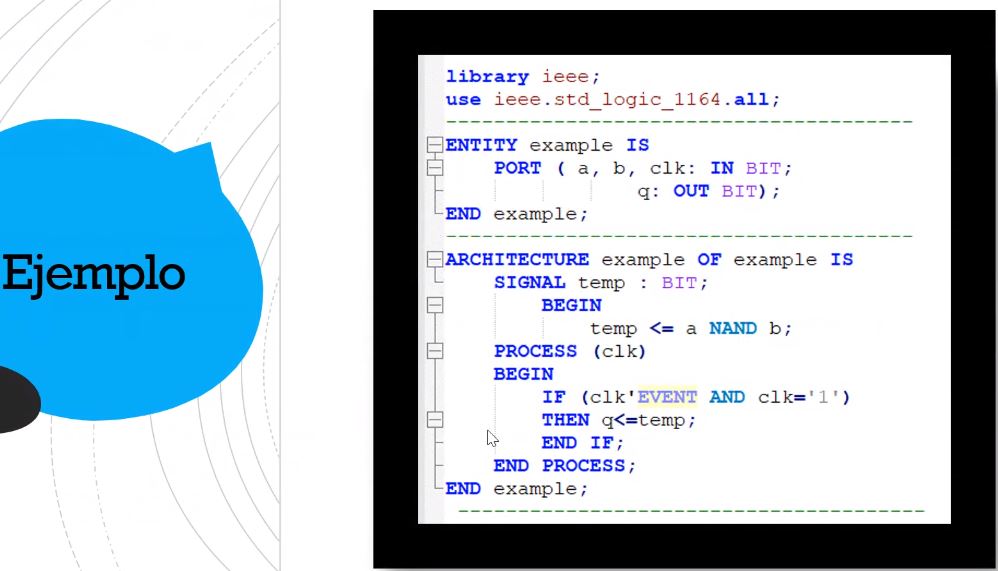 Ejemplo
library ieee;
use ieee.std_logic_1164.all;
---------------------------------------
ENTITY example IS
PORT ( a, b, clk: IN BIT;
q: OUT BIT);
END example;
---------------------------------------
ARCHITECTURE example OF example IS
SIGNAL temp : BIT;
BEGIN
temp <= a NAND b;
PROCESS (clk)
BEGIN
IF (clk'EVENT AND clk='1')
THEN q<=temp;
END IF;
END PROCESS;
END example;
---------------------------------------